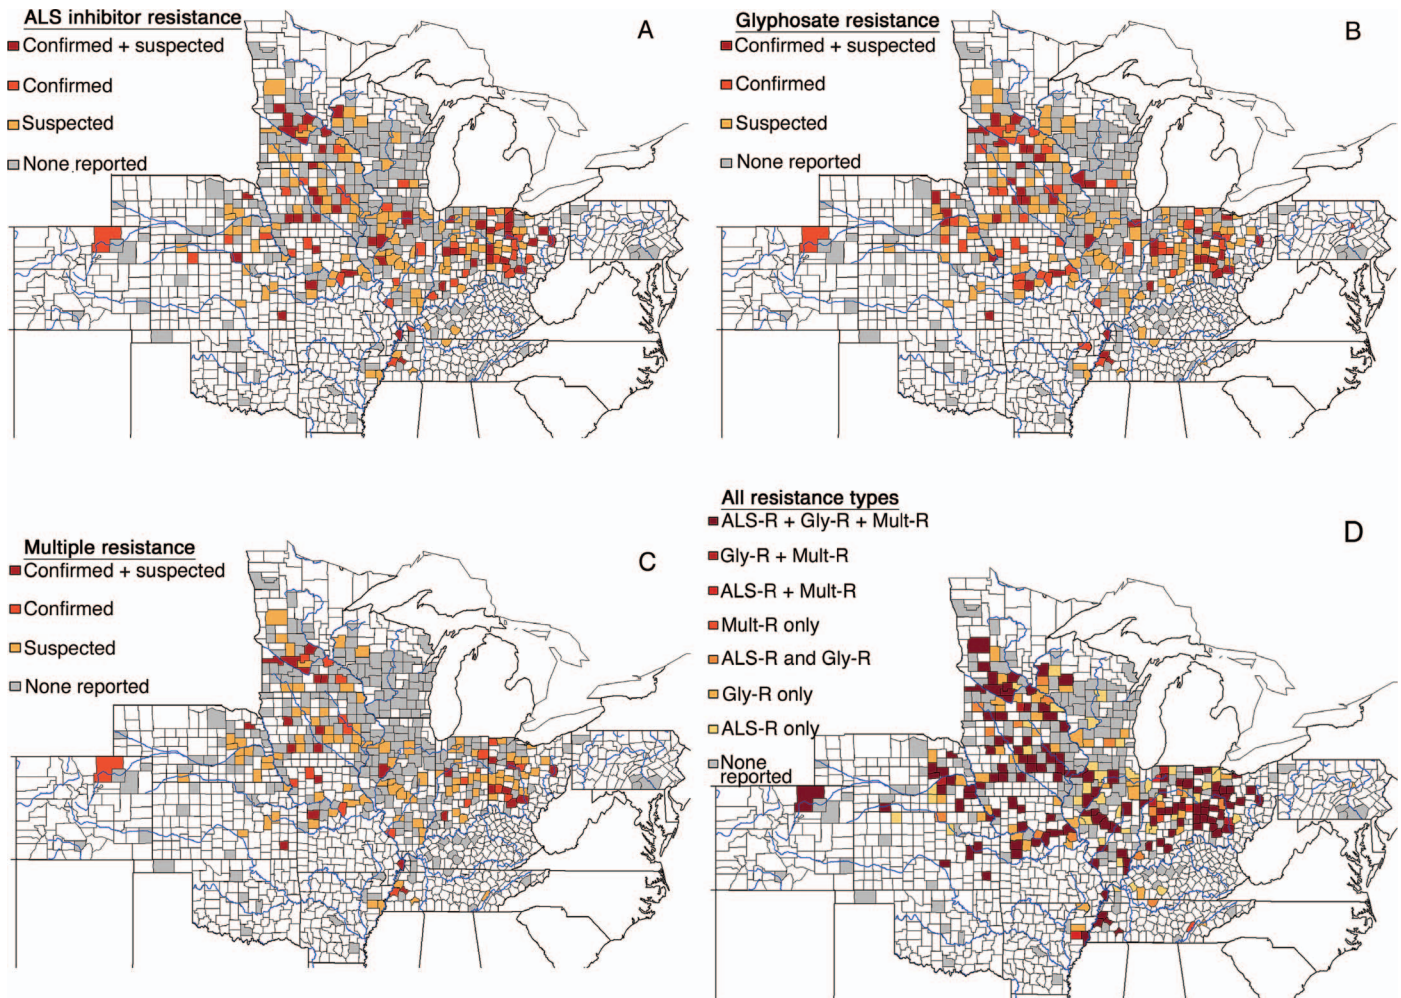 ALS inhibitor resistance
Confirmed + suspected
Confirmed
Suspected
None reported
A
Glyphosate resistance
Confirmed + suspected
Confirmed
Suspected
None reported
B
Multiple resistance
Confirmed + suspected
Confirmed
Suspected
None reported
C
All resistance types
ALS-R + Gly-R + Mult-R
Gly-R + Mult-R
ALS-R + Mult-R
Mult-R only
ALS-R and Gly-R
Gly-R only
ALS-R only
None
reported
D